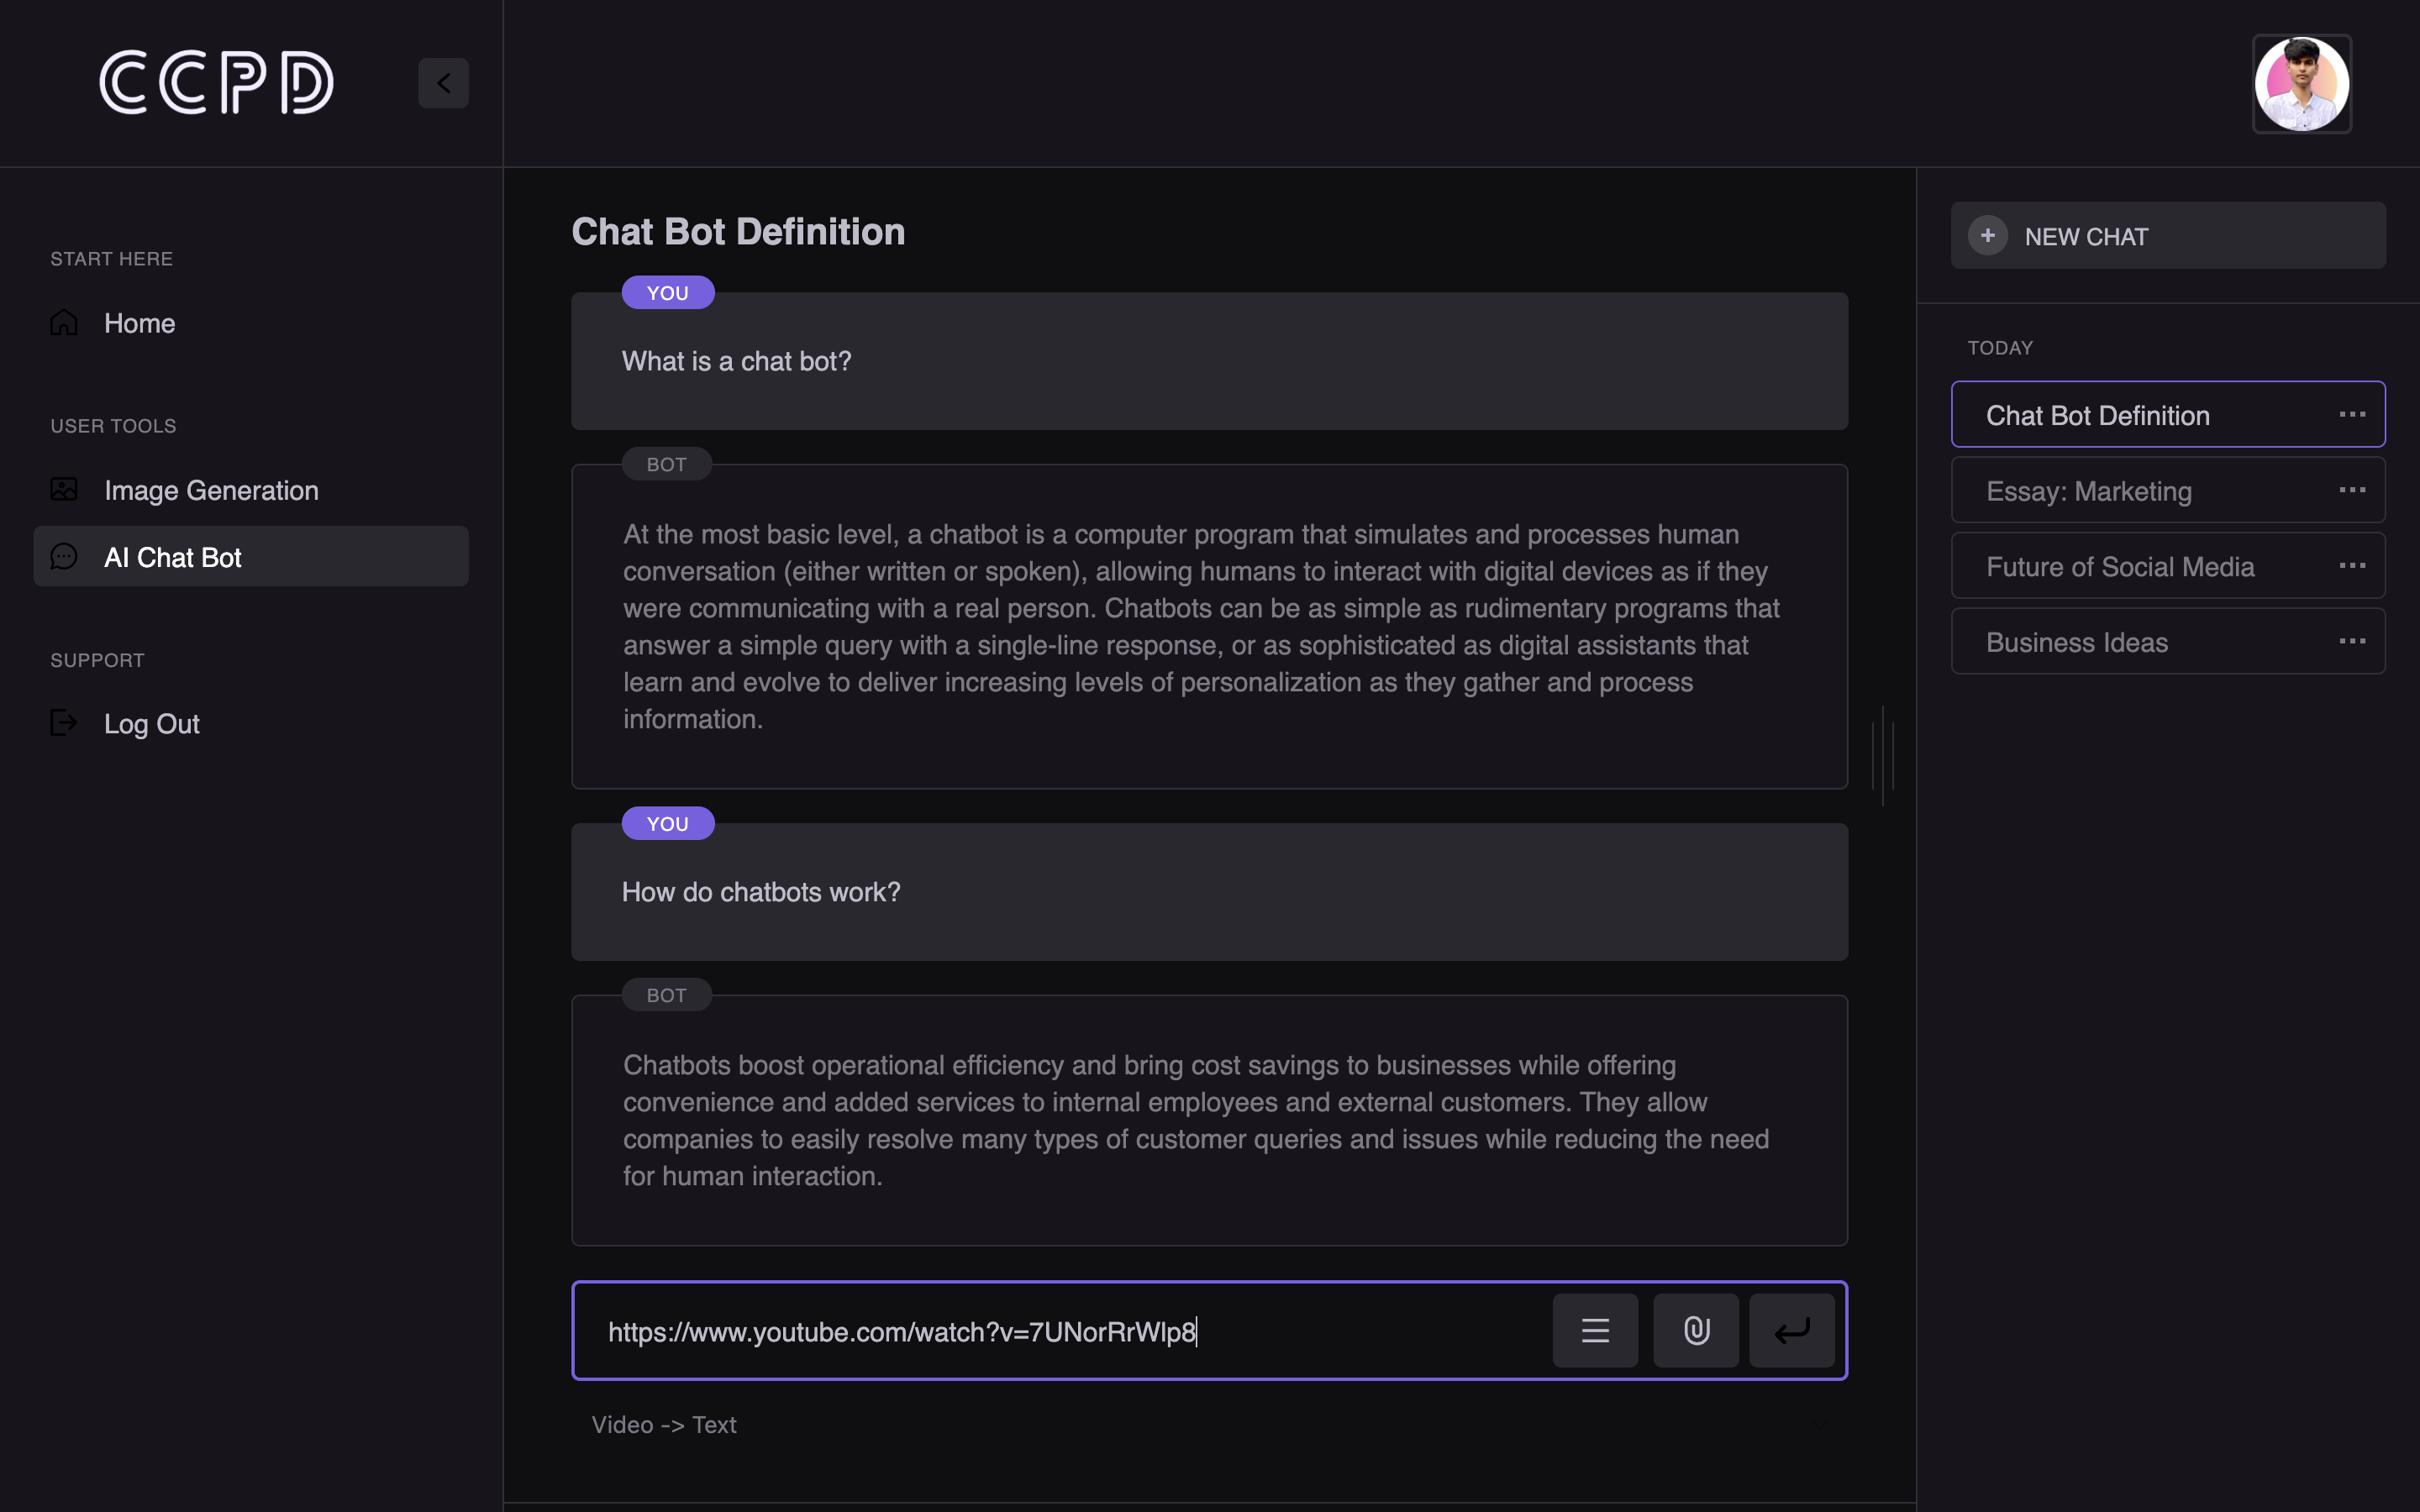 CCPD
START HERE
Home
USER TOOLS
Image Generation
AI Chat Bot
SUPPORT
Log Out
Chat Bot Definition
YOU
What is a chat bot?
BOT
At the most basic level, a chatbot is a computer program that simulates and processes human
conversation (either written or spoken), allowing humans to interact with digital devices as if they
were communicating with a real person. Chatbots can be as simple as rudimentary programs that
answer a simple query with a single-line response, or as sophisticated as digital assistants that
learn and evolve to deliver increasing levels of personalization as they gather and process
information.
YOU
How do chatbots work?
BOT
Chatbots boost operational efficiency and bring cost savings to businesses while offering
convenience and added services to internal employees and external customers. They allow
companies to easily resolve many types of customer queries and issues while reducing the need
for human interaction.
https://www.youtube.com/watch?v=7UNorRrWlp8
Video -> Text
+ NEW CHAT
TODAY
Chat Bot Definition
Essay: Marketing
Future of Social Media
Business Ideas